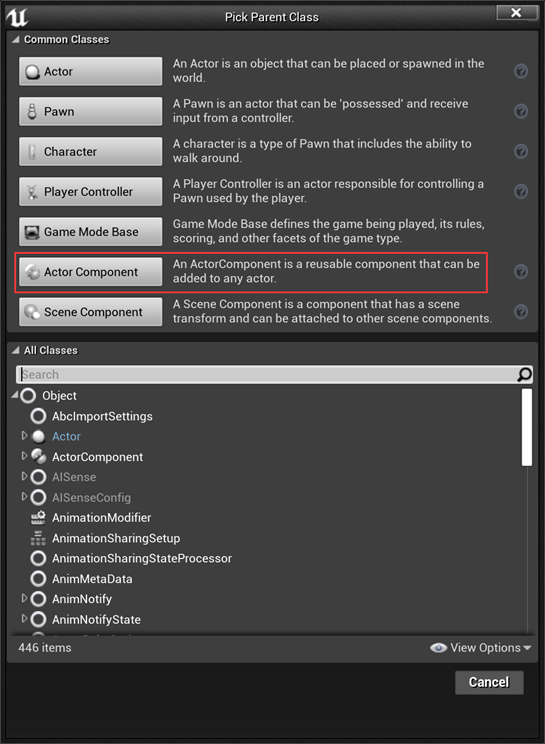 Pick Parent Class
Common Classes
Actor
An Actor is an object that can be placed or spawned in the
world.
Pawn
A Pawn is an actor that can be 'possessed' and receive
input from a controller.
Character
A character is a type of Pawn that includes the ability to
walk around.
Player Controller
A Player Controller is an actor responsible for controlling a
Pawn used by the player.
Game Mode Base
Game Mode Base defines the game being played, its rules,
scoring, and other facets of the game type.
Actor Component
An ActorComponent is a reusable component that can be
added to any actor.
Scene Component
A Scene Component is a component that has a scene
transform and can be attached to other scene components.
All Classes
Search
Object
AbcImportSettings
Actor
ActorComponent
AISense
AISenseConfig
AnimationModifier
AnimationSharingSetup
AnimationSharingStateProcessor
AnimMetaData
AnimNotify
AnimNotifyState
446 items
View Options
Cancel